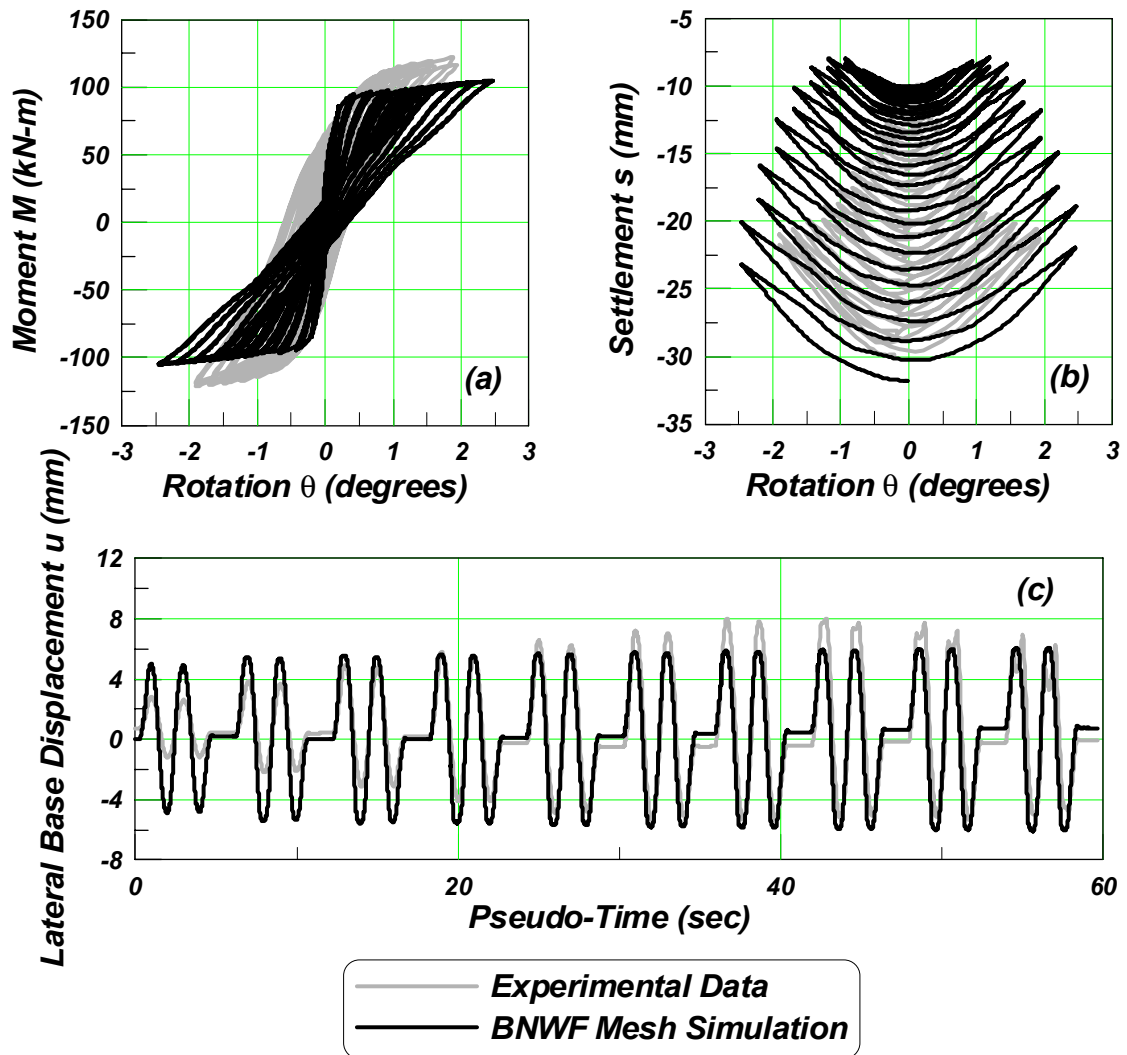 150
100
50
0
-50
-100
-150
Moment M (kN-m)
(a)
-3 -2 -1 0 1 2 3
Rotation θ (degrees)
-5
-10
-15
-20
-25
-30
-35
Settlement s (mm)
(b)
-3 -2 -1 0 1 2 3
Rotation θ (degrees)
12
8
4
0
-4
-8
Lateral Base Displacement u (mm)
(c)
0 20 40 60
Pseudo-Time (sec)
Experimental Data
BNWF Mesh Simulation